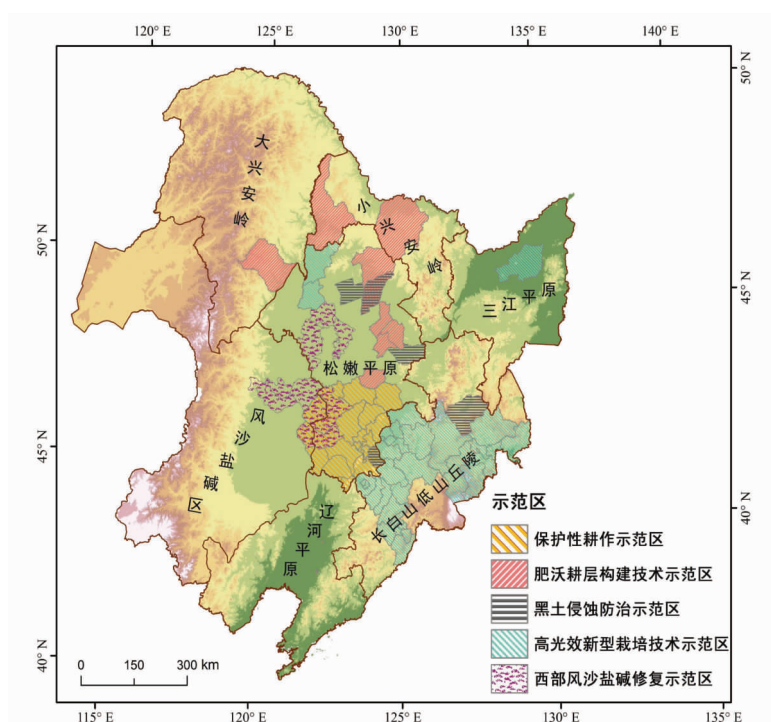 120° E 125° E 130° E 135° E 140° E
50° N
50° N
45° N
45° N
40° N
40° N
大兴安岭
小兴安岭
三江平原
松嫩平原
风沙盐碱区
长白山低山丘陵
辽河平原
示范区
保护性耕作示范区
肥沃耕层构建技术示范区
黑土侵蚀防治示范区
高光效新型栽培技术示范区
西部风沙盐碱修复示范区
0 150 300 km
115° E 120° E 125° E 130° E 135° E